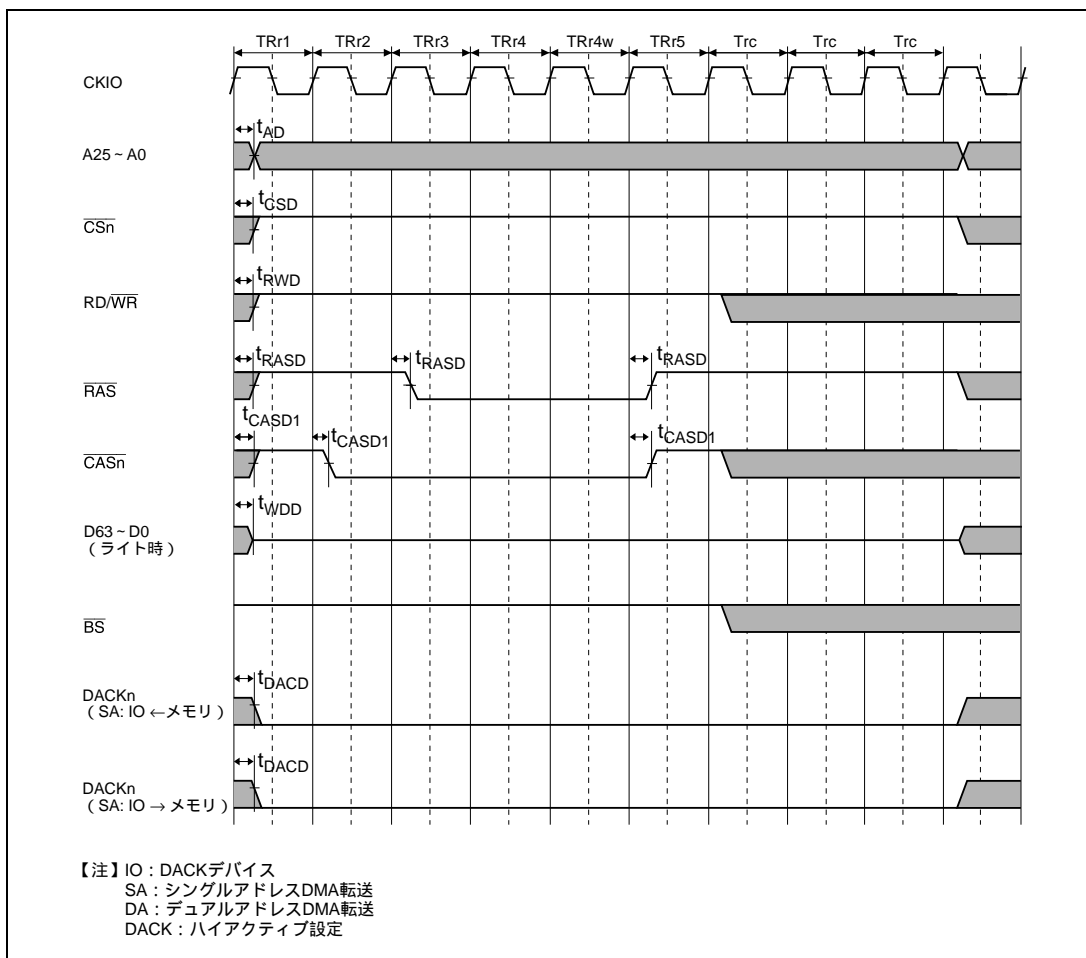 TRr1 TRr2 TRr3 TRr4 TRr4w TRr5 Trc Trc Trc
CKIO
tAD
A25～A0
tCSD
CSn
tRWD
RD/WR
tRASD tRASD tRASD
RAS
tCASD1 tCASD1 tCASD1
CASn
tWDD
D63～D0
（ライト時）
BS
tDACD
DACKn
（SA: IO ←メモリ）
tDACD
DACKn
（SA: IO → メモリ）
【注】IO：DACKデバイス
SA：シングルアドレスDMA転送
DA：デュアルアドレスDMA転送
DACK：ハイアクティブ設定